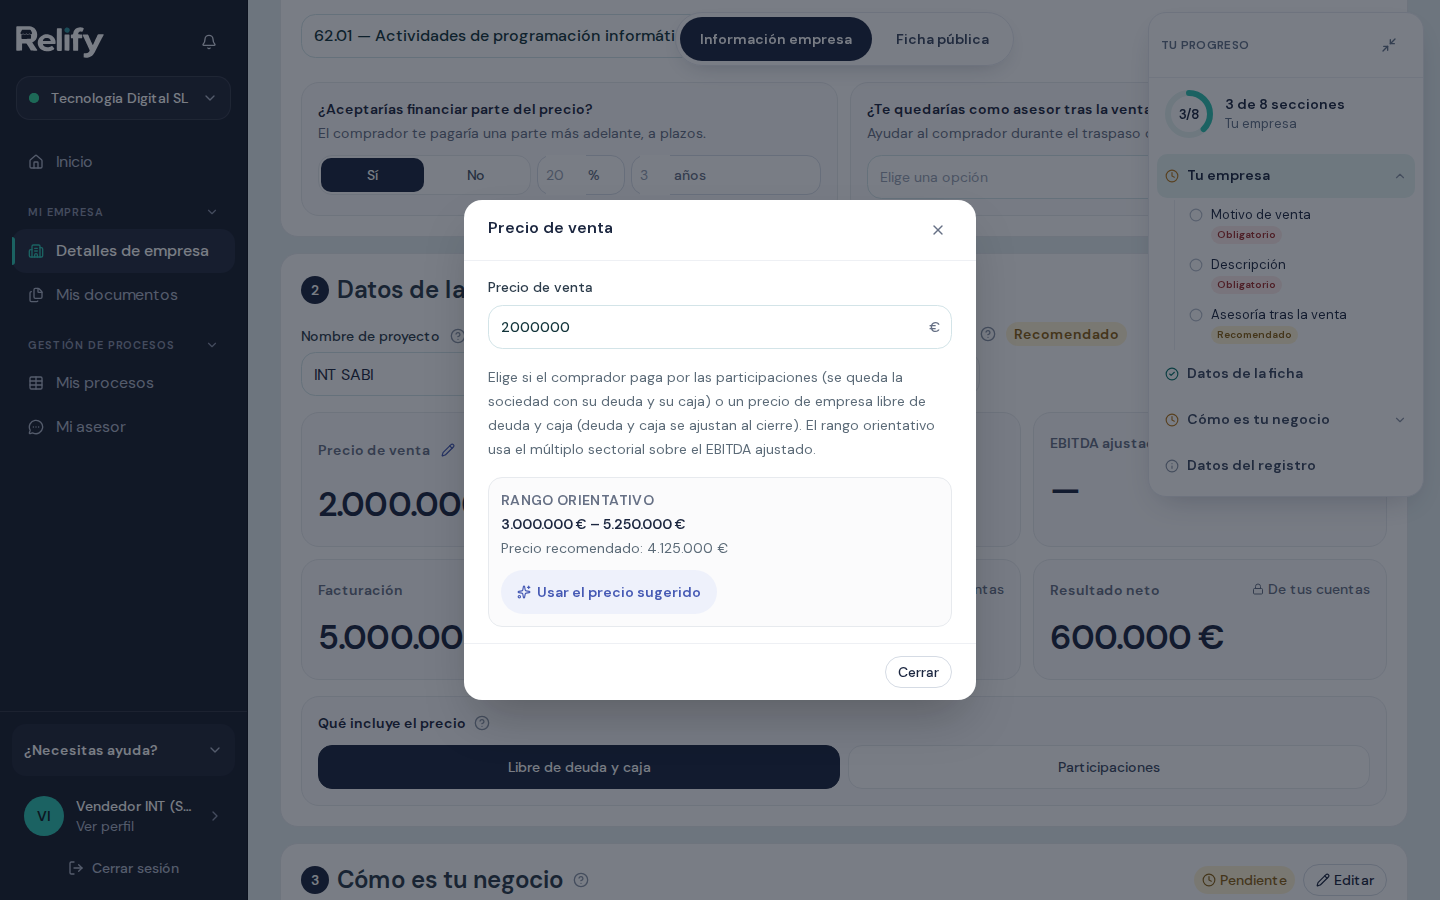 Relify
Tecnologia Digital SL
Inicio
MI EMPRESA
Detalles de empresa
Mis documentos
GESTIÓN DE PROCESOS
Mis procesos
Mi asesor
¿Necesitas ayuda?
VI
Vendedor INT (S...
Ver perfil
Cerrar sesión
62.01 — Actividades de programación informáti
Información empresa
Ficha pública
¿Aceptarías financiar parte del precio?
El comprador te pagaría una parte más adelante, a plazos.
Sí
No
20 %
3 años
¿Te quedarías como asesor tras la venta
Ayudar al comprador durante el traspaso
Elige una opción
2 Datos de la
Nombre de proyecto
Recomendado
INT SABI
Precio de venta
2.000.00
EBITDA ajusta
—
Facturación
5.000.00
ntas
Resultado neto
De tus cuentas
600.000 €
Qué incluye el precio
Libre de deuda y caja
Participaciones
3 Cómo es tu negocio
Pendiente
Editar
Precio de venta
Precio de venta
2000000 €
Elige si el comprador paga por las participaciones (se queda la
sociedad con su deuda y su caja) o un precio de empresa libre de
deuda y caja (deuda y caja se ajustan al cierre). El rango orientativo
usa el múltiplo sectorial sobre el EBITDA ajustado.
RANGO ORIENTATIVO
3.000.000 € – 5.250.000 €
Precio recomendado: 4.125.000 €
Usar el precio sugerido
Cerrar
TU PROGRESO
3/8
3 de 8 secciones
Tu empresa
Tu empresa
Motivo de venta
Obligatorio
Descripción
Obligatorio
Asesoría tras la venta
Recomendado
Datos de la ficha
Cómo es tu negocio
Datos del registro